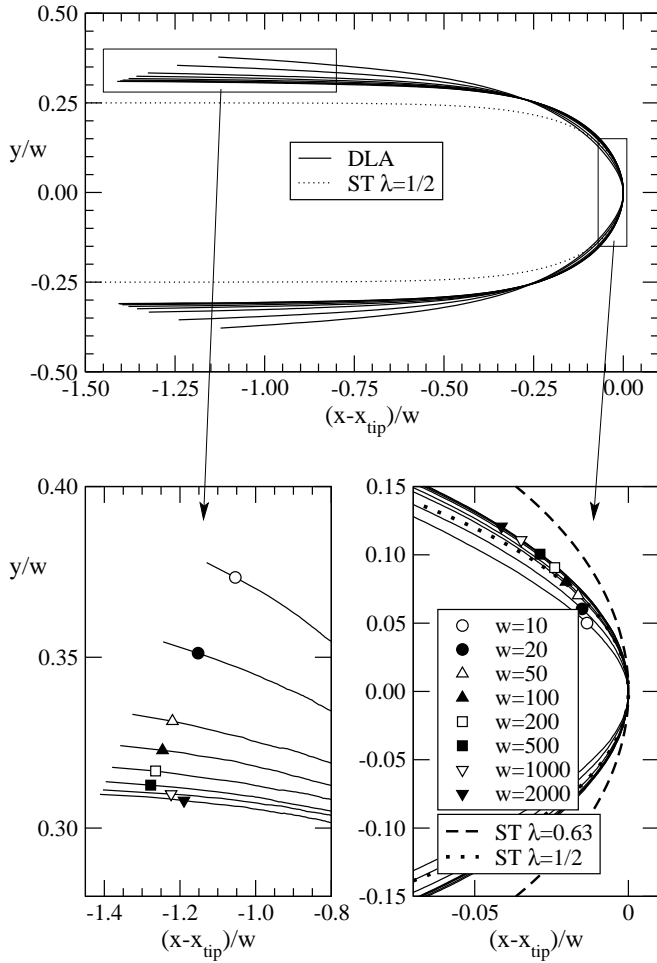 0.50
0.25
y/w
DLA
ST λ=1/2
0.00
-0.25
-0.50
-1.50 -1.25 -1.00 -0.75 -0.50 -0.25 0.00
(x-x_tip)/w
0.40
y/w
0.35
0.30
-1.4 -1.2 -1.0 -0.8
(x-x_tip)/w
0.15
0.10
0.05
0.00
-0.05
-0.10
-0.15
w=10
w=20
w=50
w=100
w=200
w=500
w=1000
w=2000
ST λ=0.63
ST λ=1/2
-0.05 0
(x-x_tip)/w